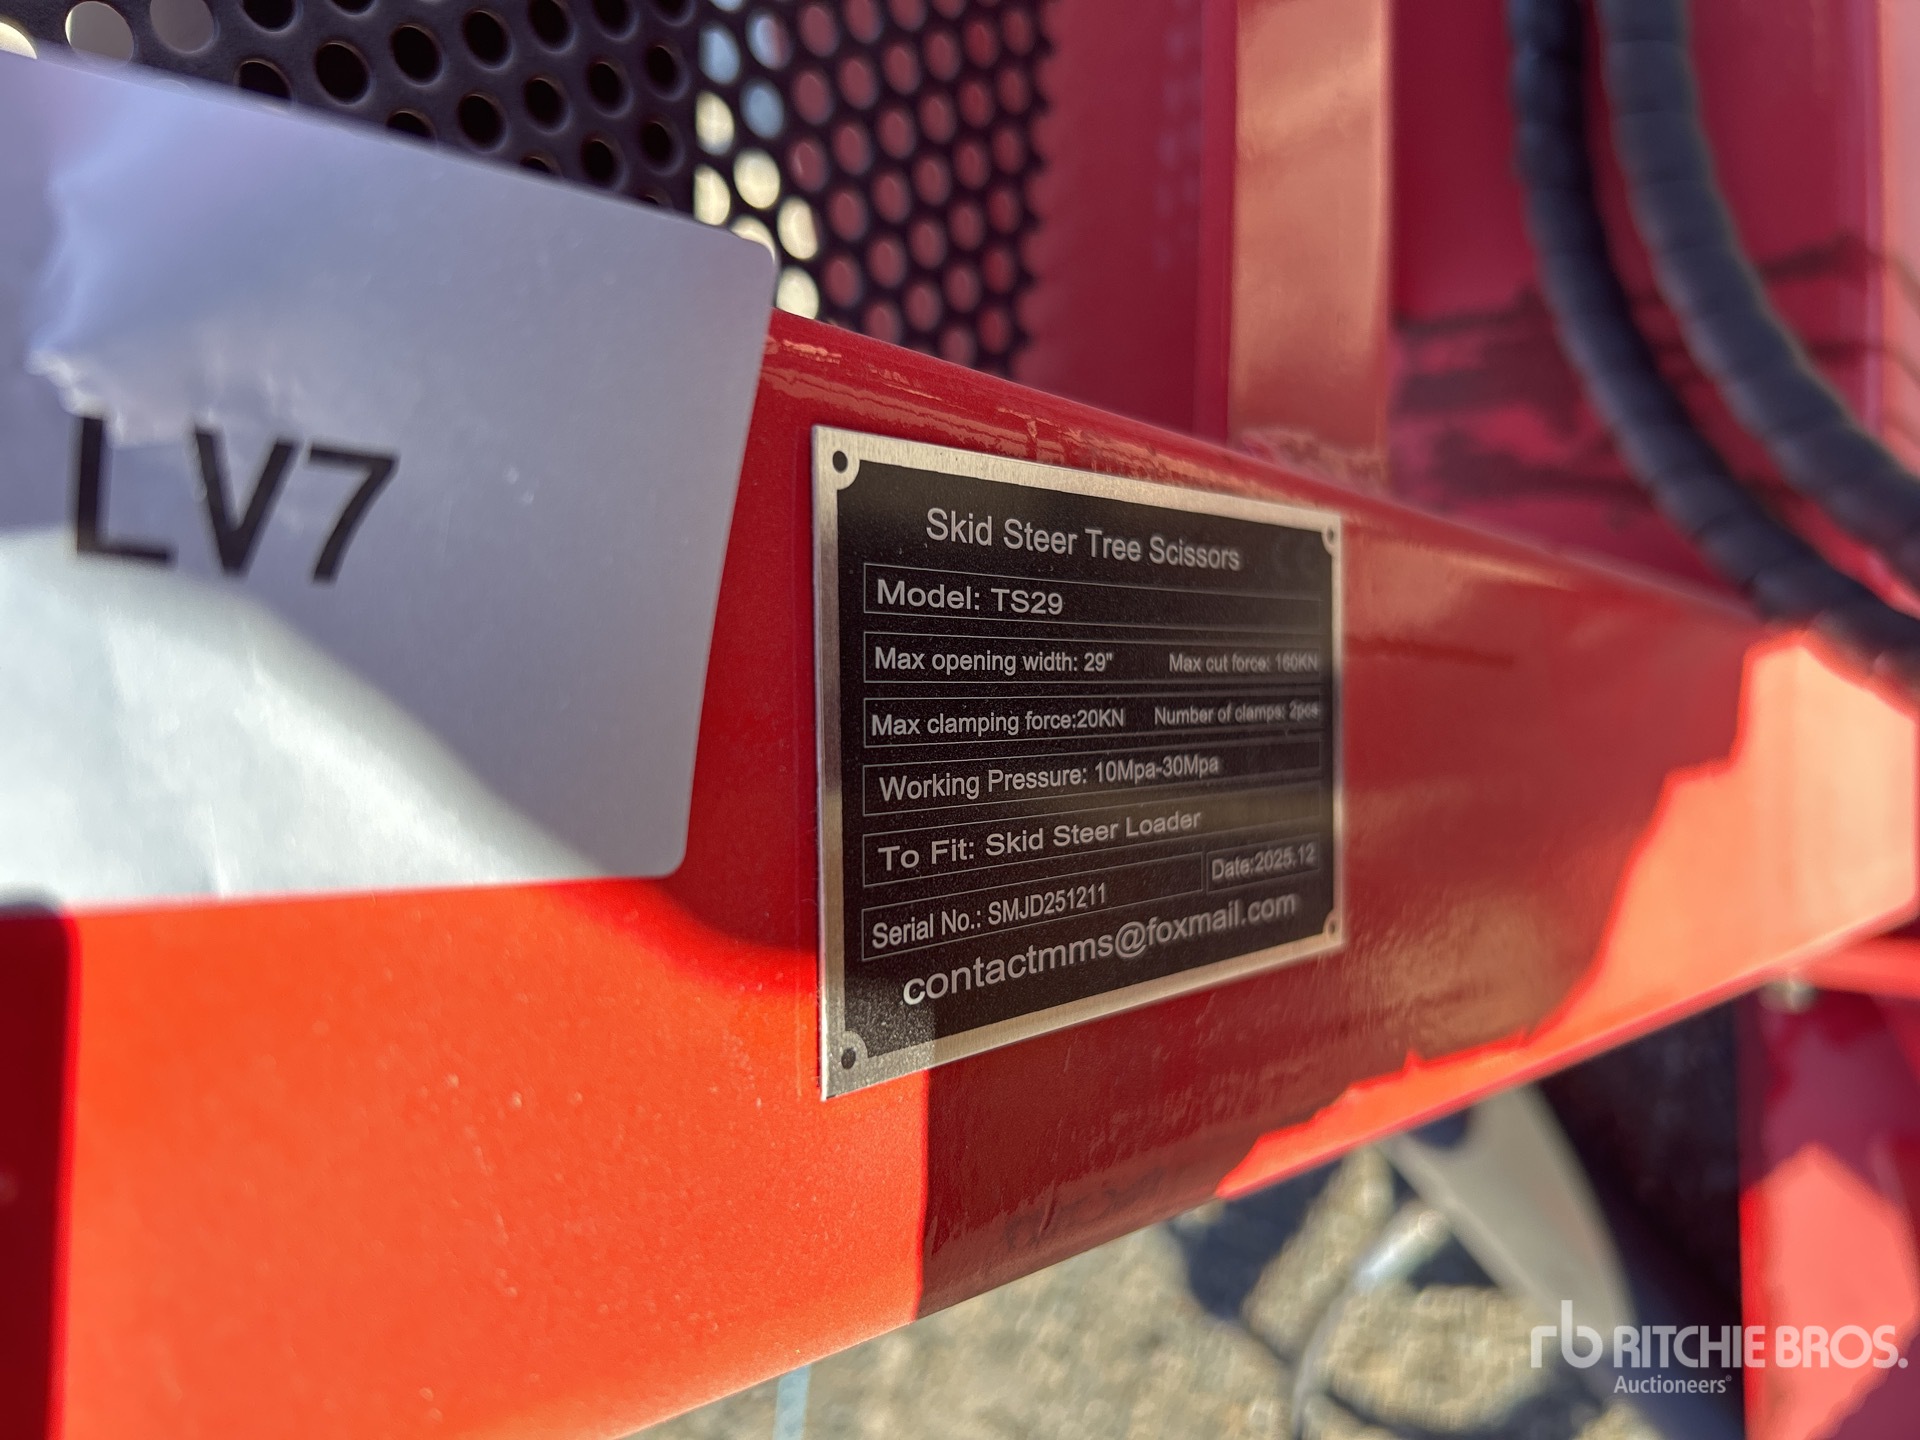 LV7
Skid Steer Tree Scissors
Model: TS29
Max opening width: 29" Max cut force: 160KN
Max clamping force:20KN Number of clamps: 2pcs
Working Pressure: 10Mpa-30Mpa
To Fit: Skid Steer Loader
Serial No.: SMJD251211 Date:2025.12
contactmms@foxmail.com
rb RITCHIE BROS.
Auctioneers®